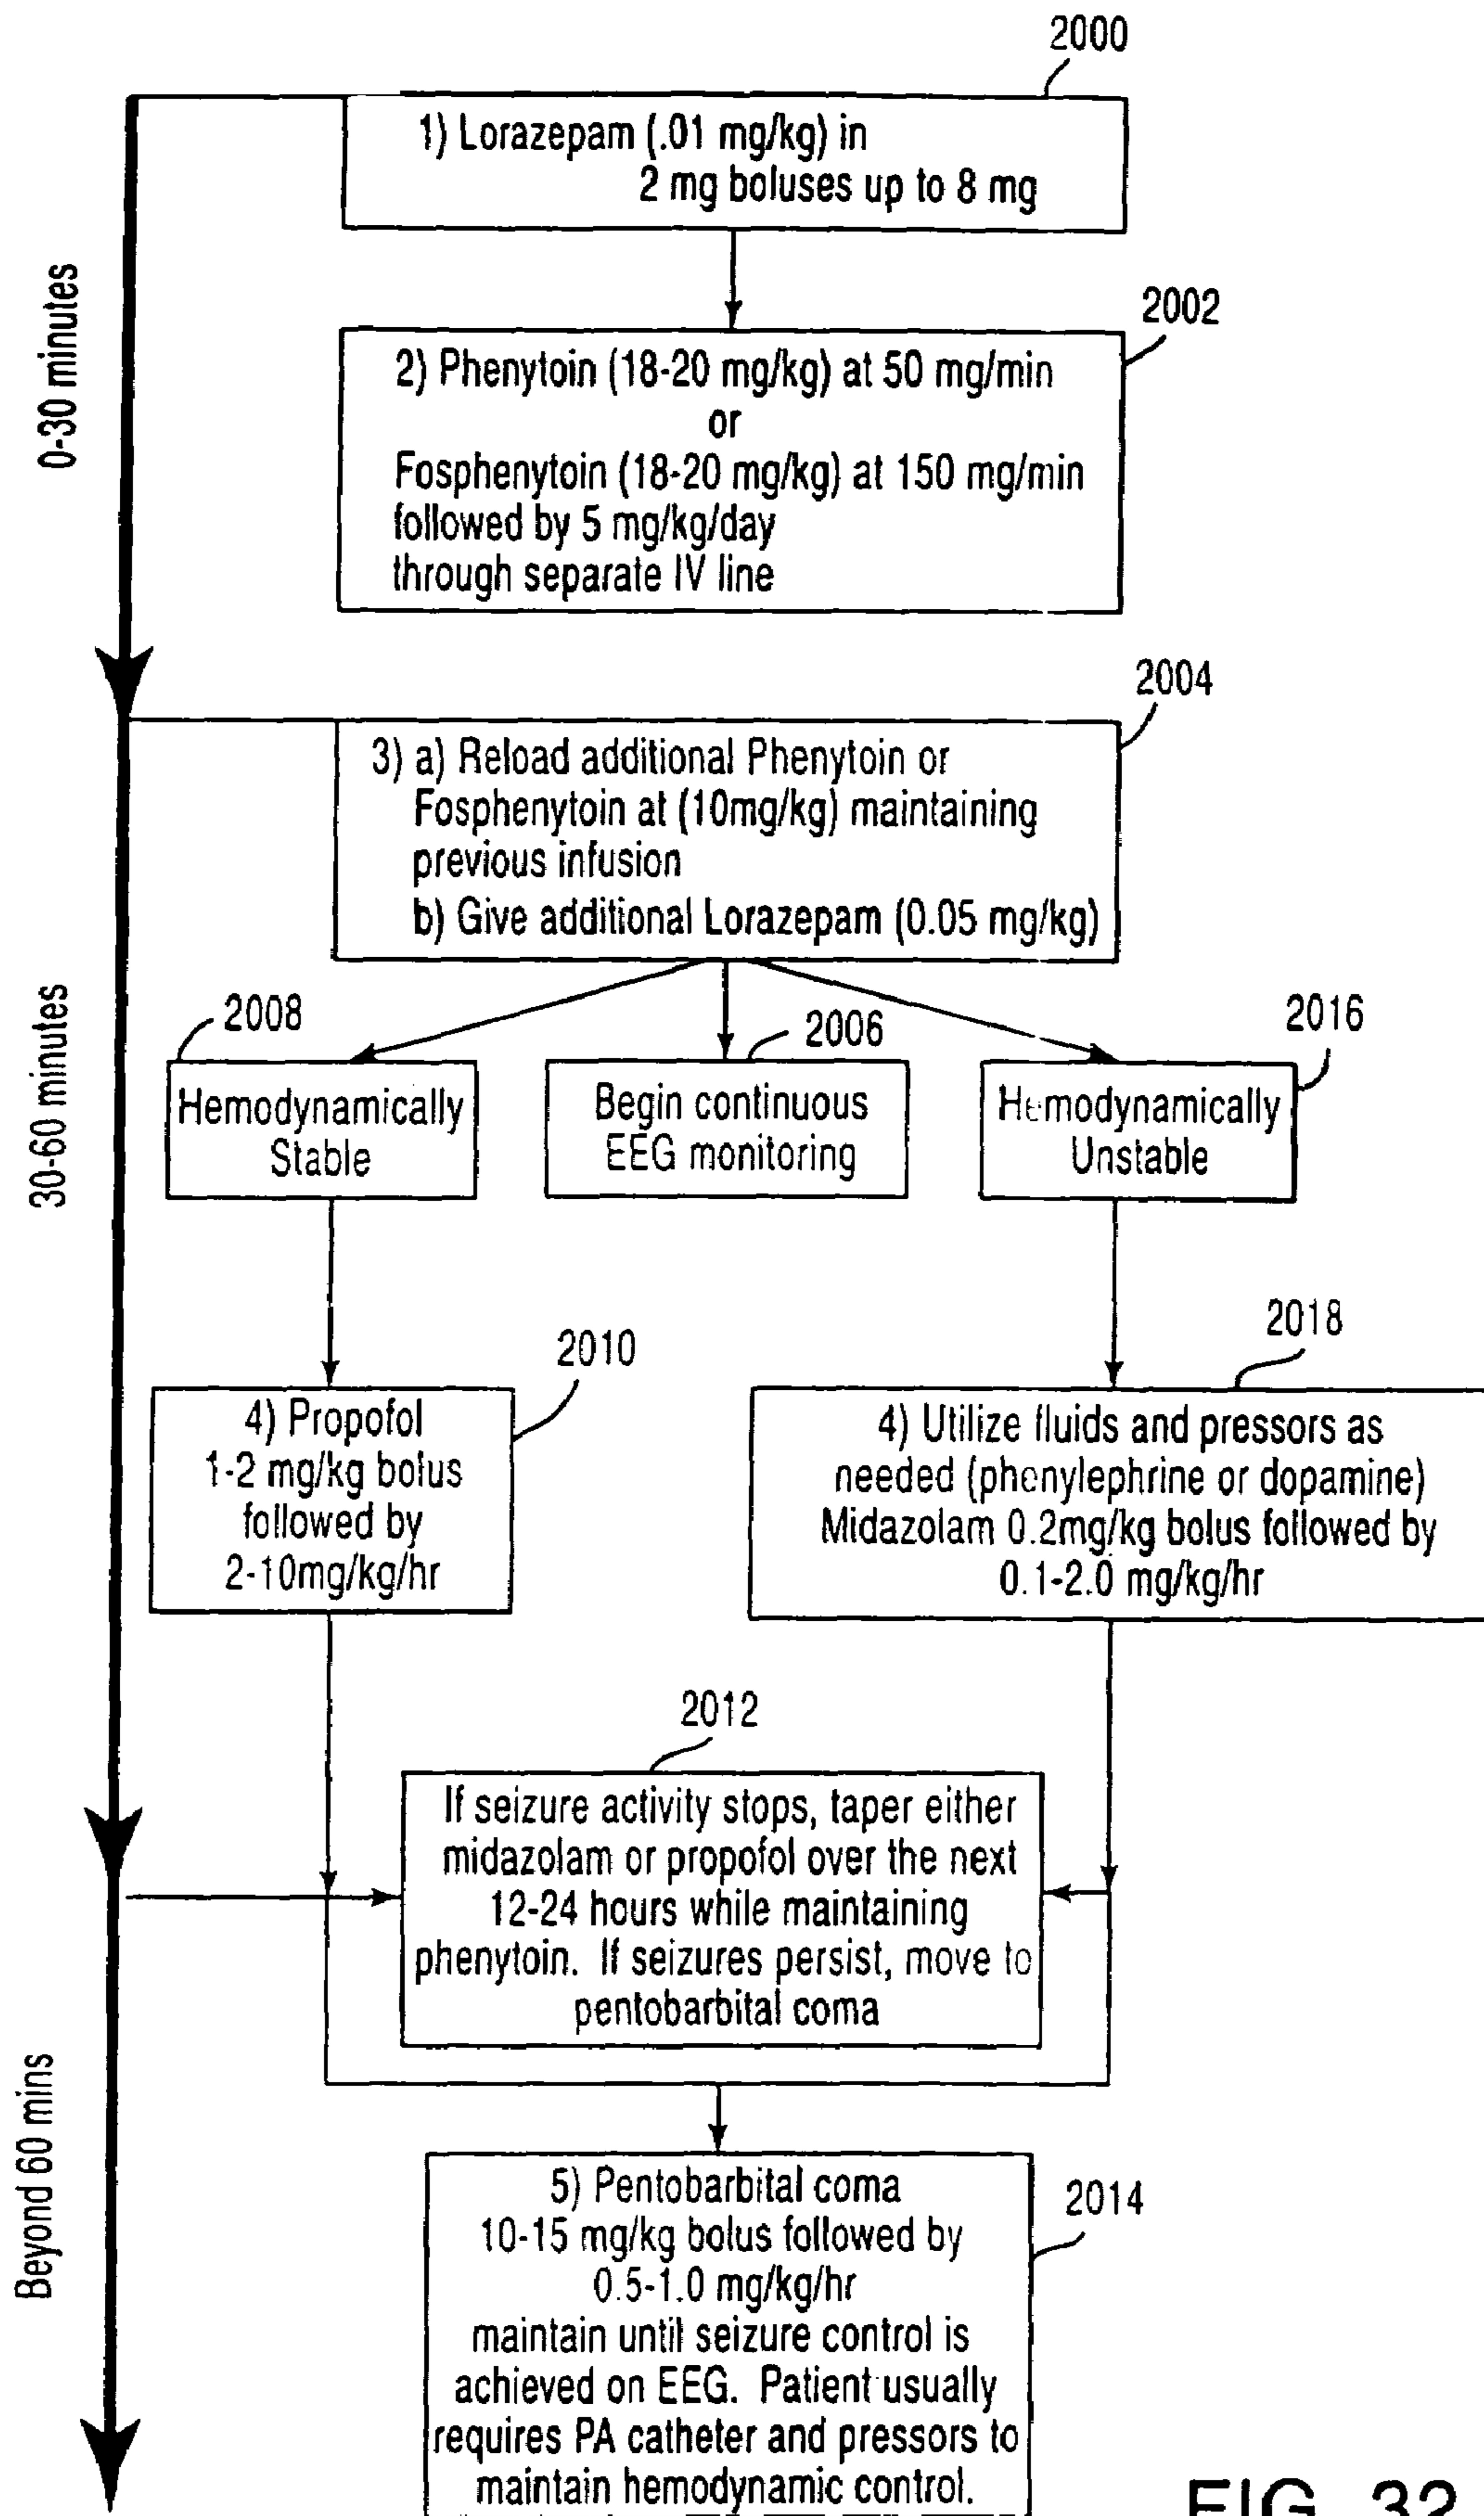 2000
1) Lorazepam (.01 mg/kg) in
2 mg boluses up to 8 mg
0-30 minutes
2002
2) Phenytoin (18-20 mg/kg) at 50 mg/min
or
Fosphenytoin (18-20 mg/kg) at 150 mg/min
followed by 5 mg/kg/day
through separate IV line
2004
3) a) Reload additional Phenytoin or
Fosphenytoin at (10mg/kg) maintaining
previous infusion
b) Give additional Lorazepam (0.05 mg/kg)
30-60 minutes
2008
Hemodynamically
Stable
2006
Begin continuous
EEG monitoring
2016
Hemodynamically
Unstable
2010
4) Propofol
1-2 mg/kg bolus
followed by
2-10mg/kg/hr
2018
4) Utilize fluids and pressors as
needed (phenylephrine or dopamine)
Midazolam 0.2mg/kg bolus followed by
0.1-2.0 mg/kg/hr
2012
If seizure activity stops, taper either
midazolam or propofol over the next
12-24 hours while maintaining
phenytoin. If seizures persist, move to
pentobarbital coma
Beyond 60 mins
2014
5) Pentobarbital coma
10-15 mg/kg bolus followed by
0.5-1.0 mg/kg/hr
maintain until seizure control is
achieved on EEG. Patient usually
requires PA catheter and pressors to
maintain hemodynamic control.
FIG. 32